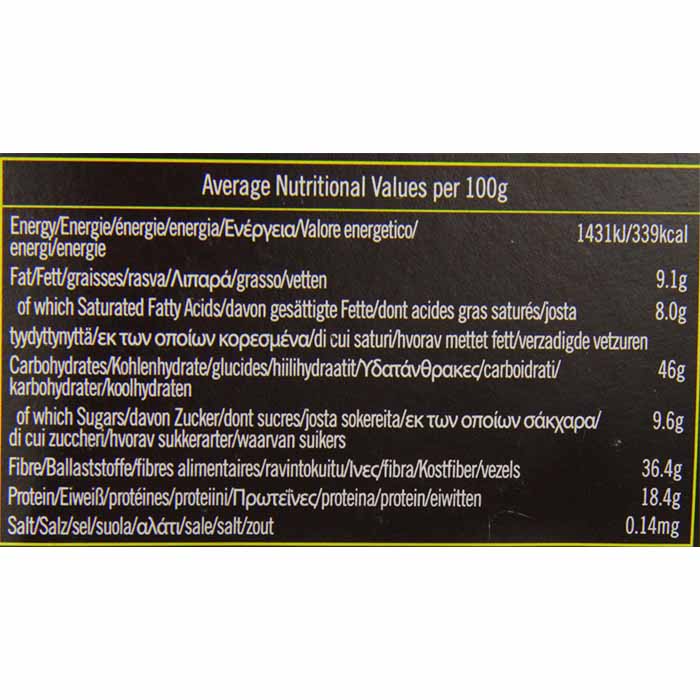 Average Nutritional Values per 100g
Energy/Energie/énergie/energia/Ενέργεια/Valore energetico/ 1431kJ/339kcal
energi/energie
Fat/Fett/graisses/rasva/Λιπαρά/grasso/vetten 9.1g
of which Saturated Fatty Acids/davon gesättigte Fette/dont acides gras saturés/josta 8.0g
tyydyttynyttä/εκ των οποίων κορεσμένα/di cui saturi/hvorav mettet fett/verzadigde vetzuren
Carbohydrates/Kohlenhydrate/glucides/hiilihydraatit/Υδατάνθρακες/carboidrati/ 46g
karbohydrater/koolhydraten
of which Sugars/davon Zucker/dont sucres/josta sokereita/εκ των οποίων σάκχαρα/ 9.6g
di cui zuccheri/hvorav sukkerarter/waarvan suikers
Fibre/Ballaststoffe/fibres alimentaires/ravintokuitu/Ινες/fibra/Kostfiber/vezels 36.4g
Protein/Eiweiß/protéines/proteiini/Πρωτεΐνες/proteina/protein/eiwitten 18.4g
Salt/Salz/sel/suola/αλάτι/sale/salt/zout 0.14mg